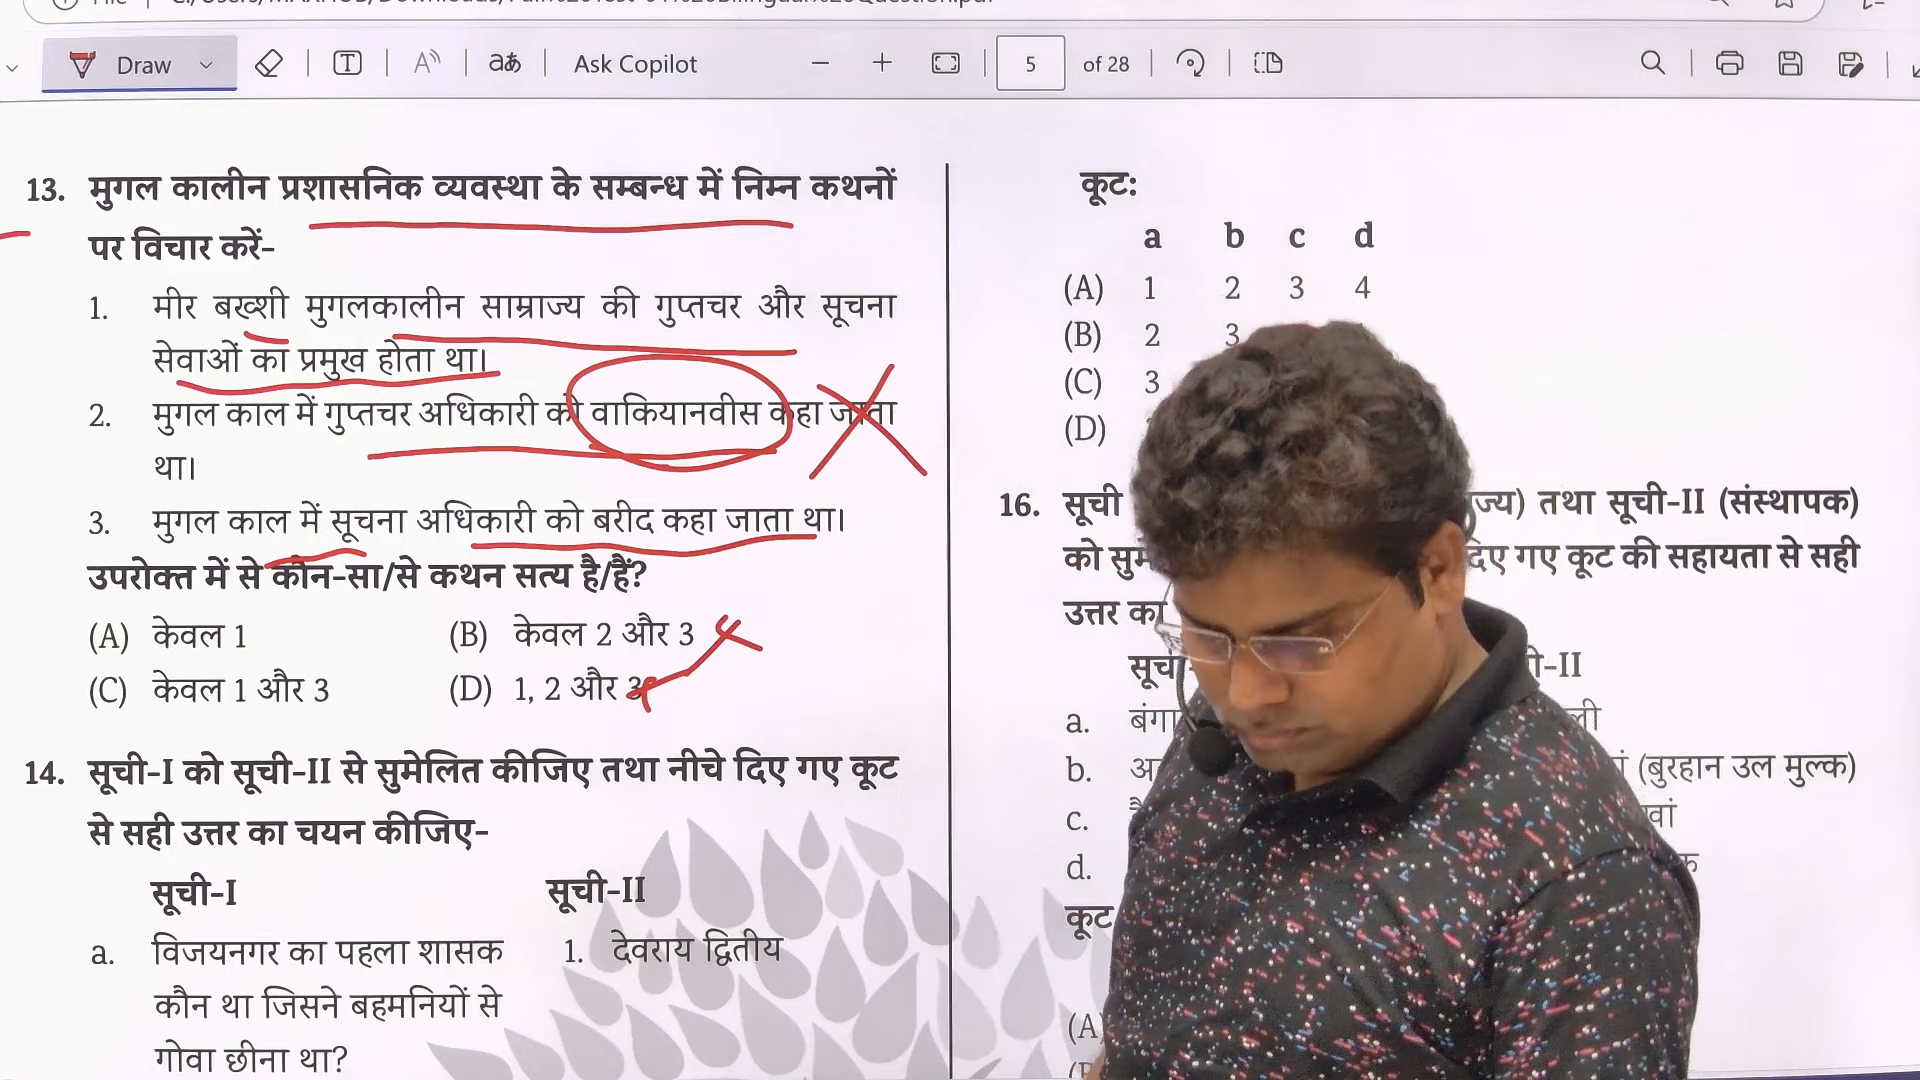 Draw
Ask Copilot
5 of 28
13. मुगल कालीन प्रशासनिक व्यवस्था के सम्बन्ध में निम्न कथनों
पर विचार करें-
1. मीर बख्शी मुगलकालीन साम्राज्य की गुप्तचर और सूचना
सेवाओं का प्रमुख होता था।
2. मुगल काल में गुप्तचर अधिकारी को वाकियानवीस कहा जाता
था।
3. मुगल काल में सूचना अधिकारी को बरीद कहा जाता था।
उपरोक्त में से कौन-सा/से कथन सत्य है/हैं?
(A) केवल 1 (B) केवल 2 और 3
(C) केवल 1 और 3 (D) 1, 2 और 3
14. सूची-I को सूची-II से सुमेलित कीजिए तथा नीचे दिए गए कूट
से सही उत्तर का चयन कीजिए-
सूची-I सूची-II
a. विजयनगर का पहला शासक 1. देवराय द्वितीय
कौन था जिसने बहमनियों से
गोवा छीना था?
कूटः
a b c d
(A) 1 2 3 4
(B) 2 3
(C) 3
(D)
16. सूची तथा सूची-II (संस्थापक)
को दिए गए कूट की सहायता से सही
उत्तर का
a.
b. (बुरहान उल मुल्क)
c.
d.
कूट
(A)